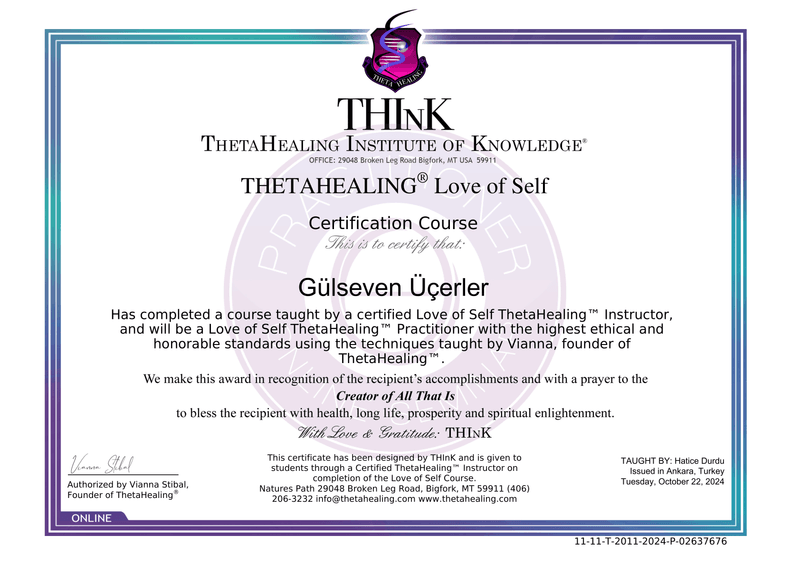 THETA HEALING
THINK
THETAHEALING INSTITUTE OF KNOWLEDGE®
OFFICE: 29048 Broken Leg Road Bigfork, MT USA 59911
THETAHEALING® Love of Self
Certification Course
This is to certify that:
PRACTITIONER
Gülseven Üçerler
Has completed a course taught by a certified Love of Self ThetaHealing™ Instructor,
and will be a Love of Self ThetaHealing™ Practitioner with the highest ethical and
honorable standards using the techniques taught by Vianna, founder of
ThetaHealing™.
We make this award in recognition of the recipient's accomplishments and with a prayer to the
Creator of All That Is
to bless the recipient with health, long life, prosperity and spiritual enlightenment.
With Love & Gratitude: THINK
Vianna Stibal
Authorized by Vianna Stibal,
Founder of ThetaHealing®
This certificate has been designed by THInK and is given to
students through a Certified ThetaHealing™ Instructor on
completion of the Love of Self Course.
Natures Path 29048 Broken Leg Road, Bigfork, MT 59911 (406)
206-3232 info@thetahealing.com www.thetahealing.com
TAUGHT BY: Hatice Durdu
Issued in Ankara, Turkey
Tuesday, October 22, 2024
ONLINE
11-11-T-2011-2024-P-02637676